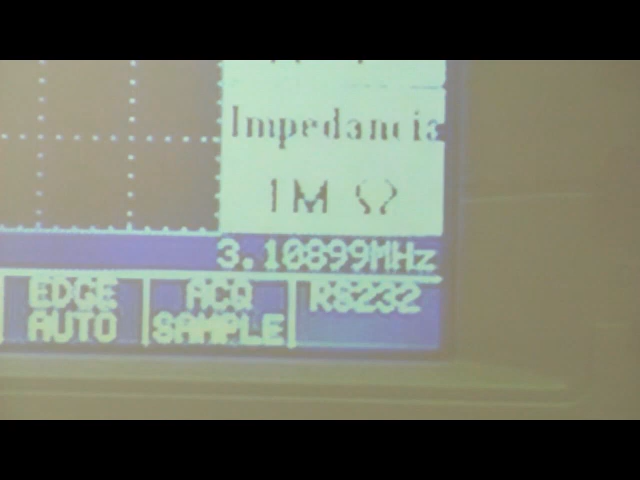 Impedancia
1M Ω
3.10899MHz
EDGE
AUTO
ACQ
SAMPLE
RS232